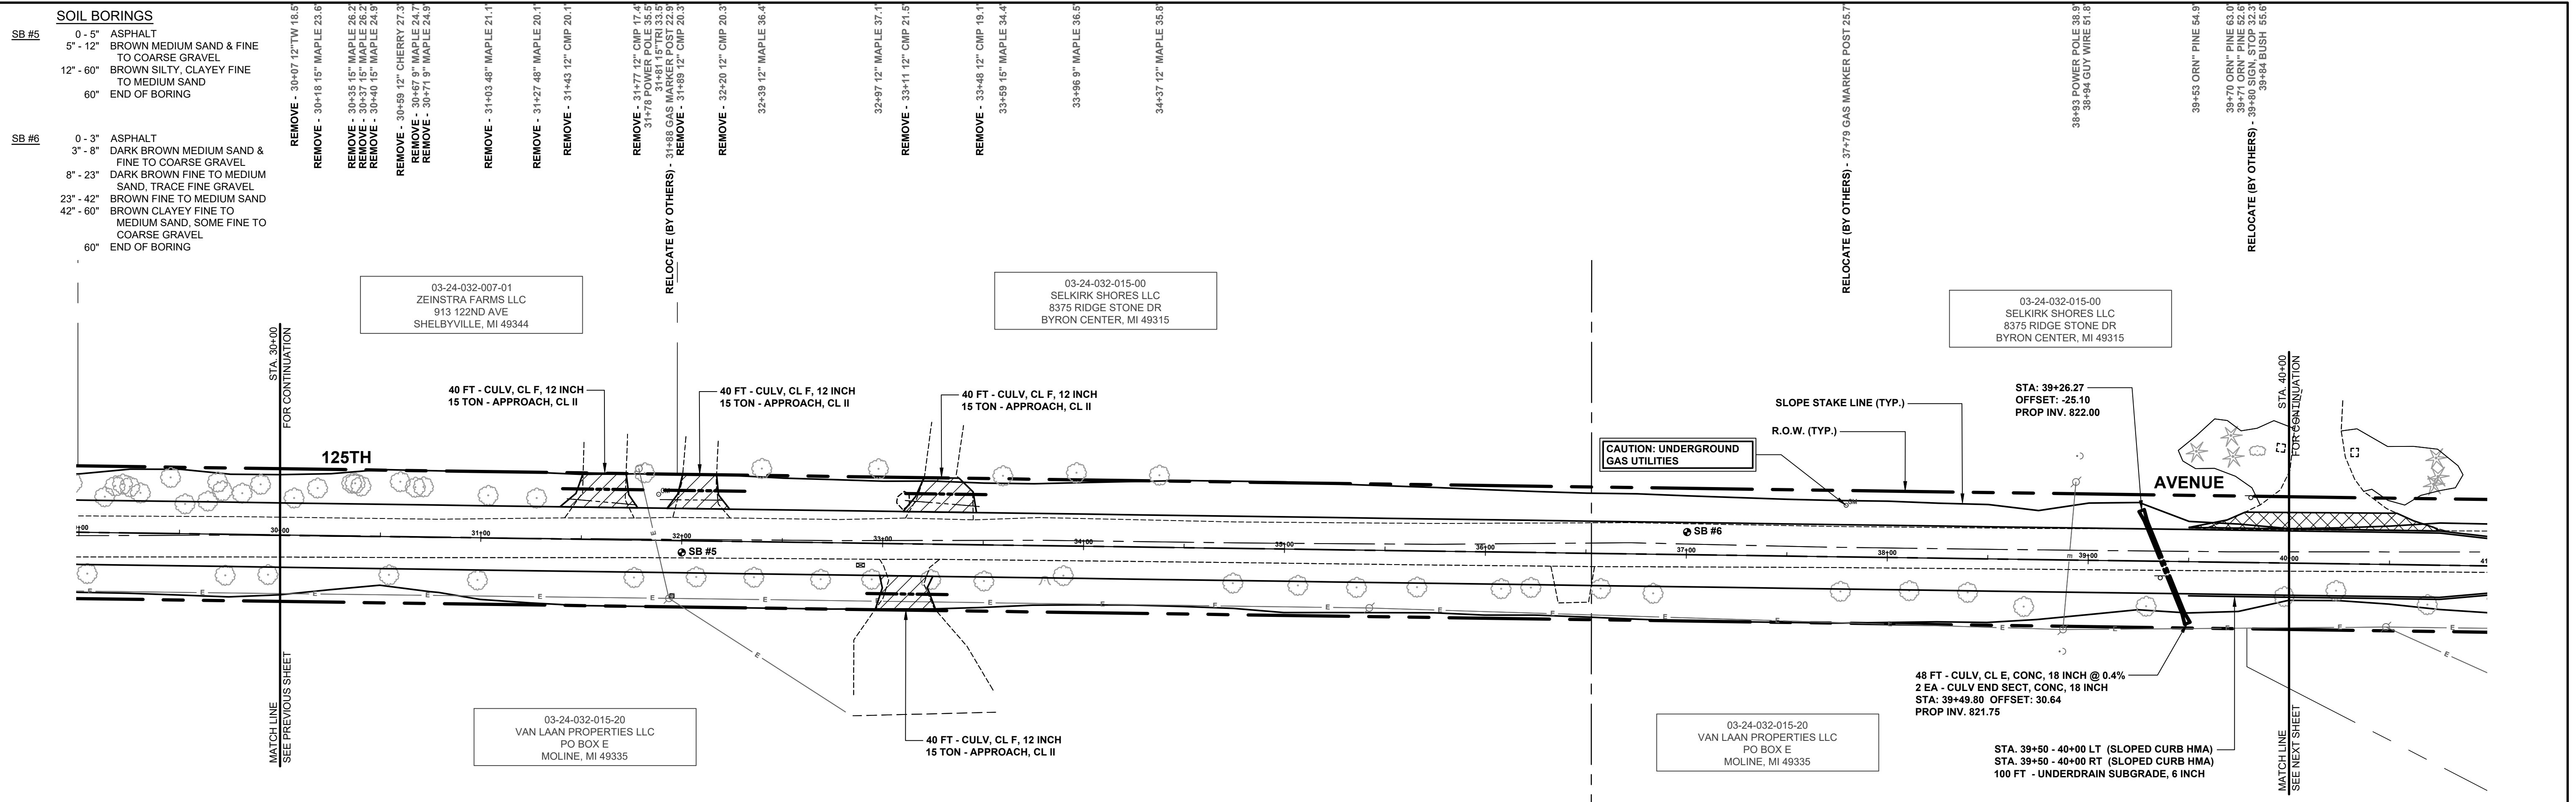 SOIL BORINGS
SB #5 0 - 5" ASPHALT
5" - 12" BROWN MEDIUM SAND & FINE
TO COARSE GRAVEL
12" - 60" BROWN SILTY, CLAYEY FINE
TO MEDIUM SAND
60" END OF BORING
SB #6 0 - 3" ASPHALT
3" - 8" DARK BROWN MEDIUM SAND &
FINE TO COARSE GRAVEL
8" - 23" DARK BROWN FINE TO MEDIUM
SAND, TRACE FINE GRAVEL
23" - 42" BROWN FINE TO MEDIUM SAND
42" - 60" BROWN CLAYEY FINE TO
MEDIUM SAND, SOME FINE TO
COARSE GRAVEL
60" END OF BORING
REMOVE - 30+07 12"TW 18.5'
REMOVE - 30+18 15" MAPLE 23.6'
REMOVE - 30+35 15" MAPLE 26.2'
REMOVE - 30+37 15" MAPLE 26.2'
REMOVE - 30+40 15" MAPLE 24.9'
REMOVE - 30+59 12" CHERRY 27.3'
REMOVE - 30+67 9" MAPLE 24.7'
REMOVE - 30+71 9" MAPLE 24.9'
REMOVE - 31+03 48" MAPLE 21.1'
REMOVE - 31+27 48" MAPLE 20.1'
REMOVE - 31+43 12" CMP 20.1'
REMOVE - 31+77 12" CMP 17.4'
31+78 POWER POLE 35.5'
31+81 15"TRI 33.5'
RELOCATE (BY OTHERS) - 31+88 GAS MARKER POST 22.9'
REMOVE - 31+89 12" CMP 20.3'
REMOVE - 32+20 12" CMP 20.3'
32+39 12" MAPLE 36.4'
32+97 12" MAPLE 37.1'
REMOVE - 33+11 12" CMP 21.5'
REMOVE - 33+48 12" CMP 19.1'
33+59 15" MAPLE 34.4'
33+96 9" MAPLE 36.5'
34+37 12" MAPLE 35.8'
RELOCATE (BY OTHERS) - 37+79 GAS MARKER POST 25.7'
38+93 POWER POLE 38.9'
38+94 GUY WIRE 51.8'
39+53 ORN" PINE 54.9'
39+70 ORN" PINE 63.0'
39+71 ORN" PINE 52.6'
RELOCATE (BY OTHERS) - 39+80 SIGN, STOP 32.3'
39+84 BUSH 55.6'
03-24-032-007-01
ZEINSTRA FARMS LLC
913 122ND AVE
SHELBYVILLE, MI 49344
03-24-032-015-00
SELKIRK SHORES LLC
8375 RIDGE STONE DR
BYRON CENTER, MI 49315
03-24-032-015-00
SELKIRK SHORES LLC
8375 RIDGE STONE DR
BYRON CENTER, MI 49315
STA. 30+00
FOR CONTINUATION
40 FT - CULV, CL F, 12 INCH
15 TON - APPROACH, CL II
40 FT - CULV, CL F, 12 INCH
15 TON - APPROACH, CL II
40 FT - CULV, CL F, 12 INCH
15 TON - APPROACH, CL II
SLOPE STAKE LINE (TYP.)
R.O.W. (TYP.)
CAUTION: UNDERGROUND
GAS UTILITIES
STA: 39+26.27
OFFSET: -25.10
PROP INV. 822.00
STA. 40+00
FOR CONTINUATION
125TH
AVENUE
GM
30+00
31+00
32+00
33+00
34+00
35+00
36+00
37+00
38+00
39+00
40+00
41
SB #5
SB #6
E E E E E E E E E E E E E E
MATCH LINE
SEE PREVIOUS SHEET
03-24-032-015-20
VAN LAAN PROPERTIES LLC
PO BOX E
MOLINE, MI 49335
40 FT - CULV, CL F, 12 INCH
15 TON - APPROACH, CL II
03-24-032-015-20
VAN LAAN PROPERTIES LLC
PO BOX E
MOLINE, MI 49335
48 FT - CULV, CL E, CONC, 18 INCH @ 0.4%
2 EA - CULV END SECT, CONC, 18 INCH
STA: 39+49.80 OFFSET: 30.64
PROP INV. 821.75
STA. 39+50 - 40+00 LT (SLOPED CURB HMA)
STA. 39+50 - 40+00 RT (SLOPED CURB HMA)
100 FT - UNDERDRAIN SUBGRADE, 6 INCH
MATCH LINE
SEE NEXT SHEET